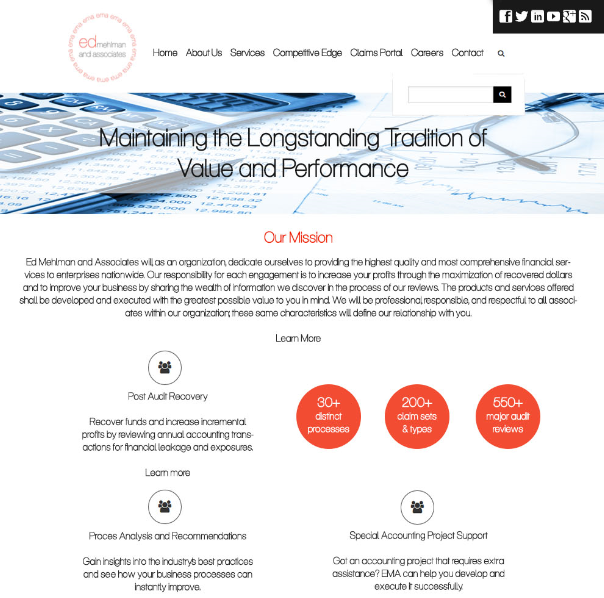 ed mehlman
and associates
Home About Us Services Competitive Edge Claims Portal Careers Contact
Maintaining the Longstanding Tradition of
Value and Performance
Our Mission
Ed Mehlman and Associates will, as an organization, dedicate ourselves to providing the highest quality and most comprehensive financial ser-
vices to enterprises nationwide. Our responsibility for each engagement is to increase your profits through the maximization of recovered dollars
and to improve your business by sharing the wealth of information we discover in the process of our reviews. The products and services offered
shall be developed and executed with the greatest possible value to you in mind. We will be professional, responsible, and respectful to all associ-
ates within our organization; these same characteristics will define our relationship with you.
Learn More
Post Audit Recovery
Recover funds and increase incremental
profits by reviewing annual accounting trans-
actions for financial leakage and exposures.
Learn more
30+
distinct
processes
200+
claim sets
& types
550+
major audit
reviews
Proces Analysis and Recommendations
Gain insights into the industry's best practices
and see how your business processes can
instantly improve.
Special Accounting Project Support
Got an accounting project that requires extra
assistance? EMA can help you develop and
execute it successfully.